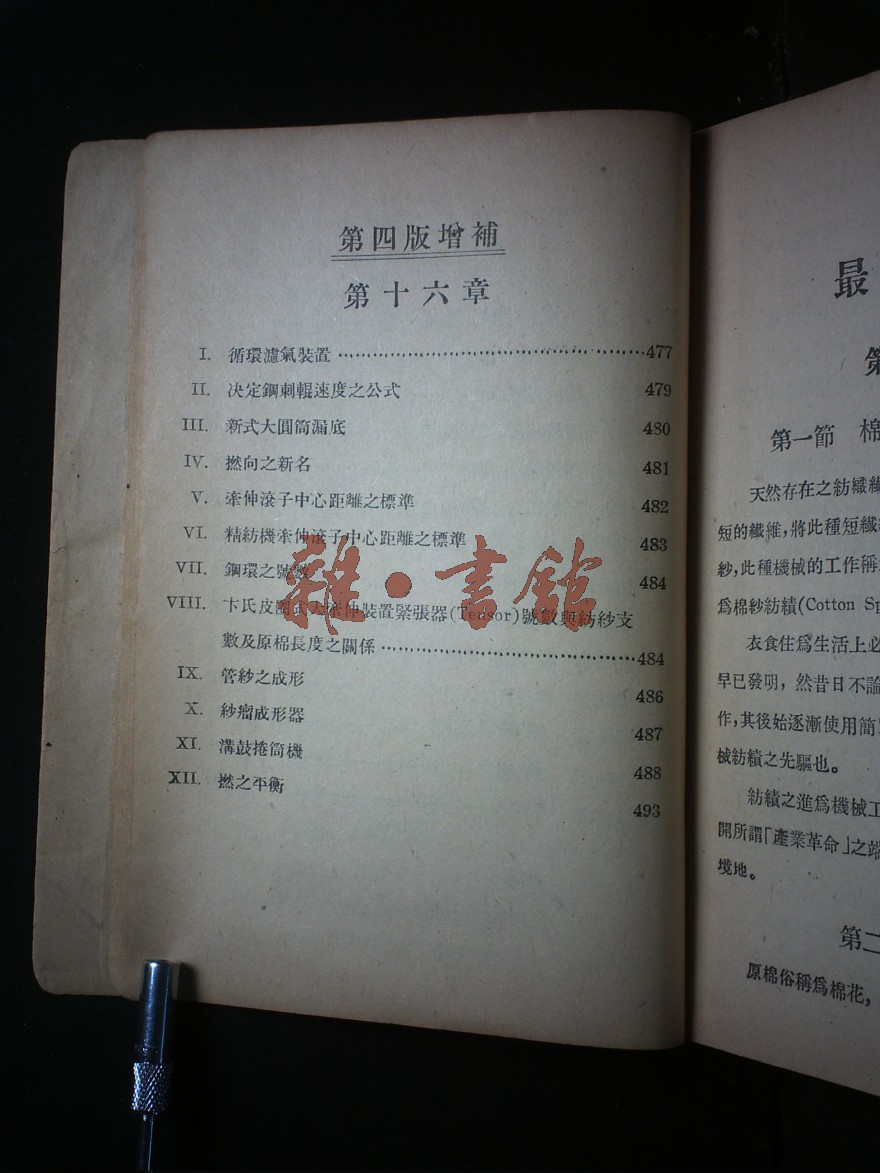 第四版增補
第十六章
I. 循環濾氣裝置 477
II. 決定鋼刺輥速度之公式 479
III. 新式大圓筒漏底 480
IV. 撚向之新名 481
V. 牽伸滾子中心距離之標準 482
VI. 精紡機牽伸滾子中心距離之標準 483
VII. 鋼環之號數 484
VIII. 卞氏皮圈式大牽伸裝置緊張器(Tensor)號數與紡紗支
數及原棉長度之關係 484
IX. 管紗之成形 486
X. 紗瘤成形器 487
XI. 溝鼓捲筒機 488
XII. 撚之平衡 493
雜·書館
最
第
第一節 棉
天然存在之紡織纖
短的纖維,將此種短纖
紗,此種機械的工作稱
爲棉紗紡績(Cotton Sp
衣食住爲生活上必
早已發明,然昔日不論
作,其後始逐漸使用簡
械紡績之先驅也。
紡績之進爲機械工
開所謂「產業革命」之端
境地。
第二
原棉俗稱爲棉花,